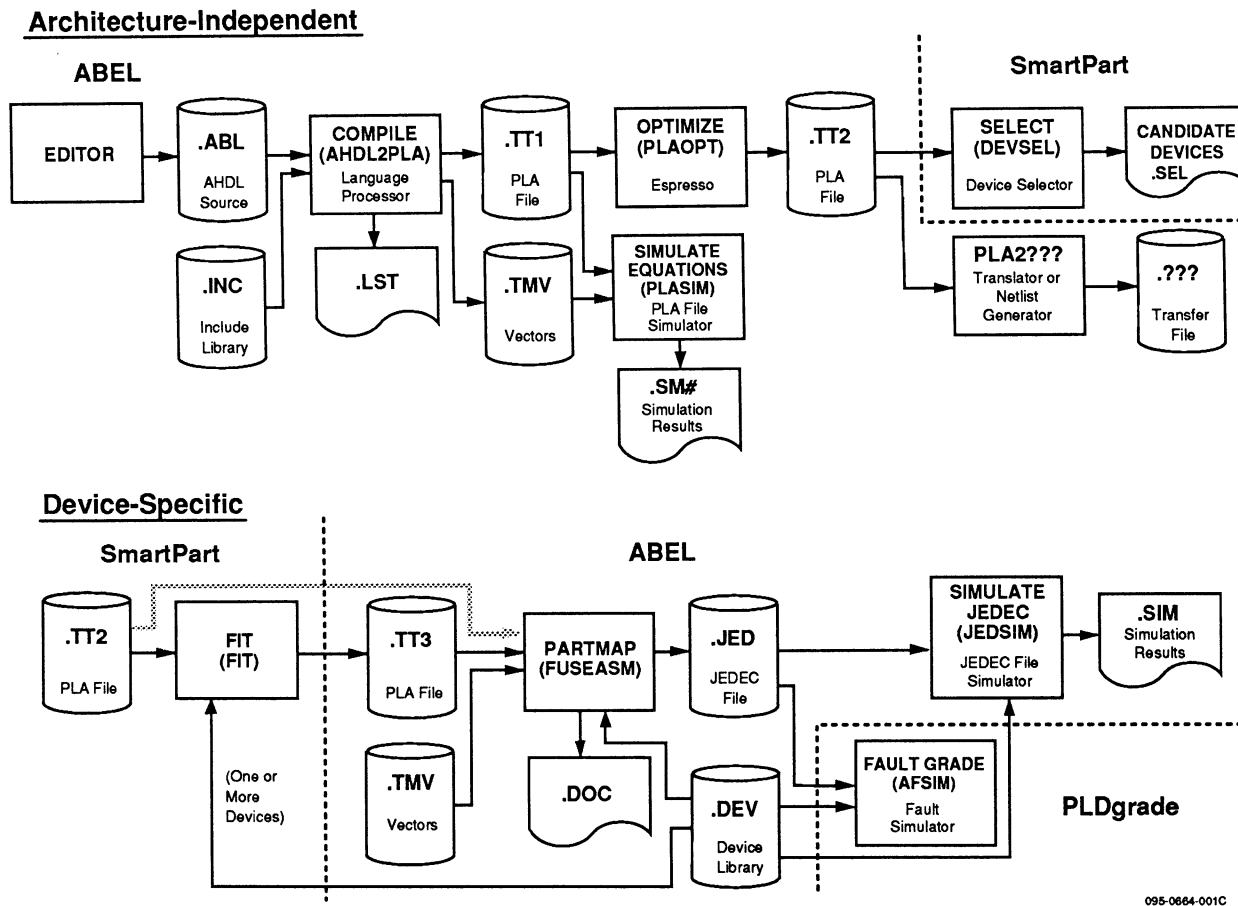 Architecture-Independent
ABEL
SmartPart
EDITOR
.ABL
AHDL
Source
COMPILE
(AHDL2PLA)
Language
Processor
.TT1
PLA
File
OPTIMIZE
(PLAOPT)
Espresso
.TT2
PLA
File
SELECT
(DEVSEL)
Device Selector
CANDIDATE
DEVICES
.SEL
.INC
Include
Library
.LST
.TMV
Vectors
SIMULATE
EQUATIONS
(PLASIM)
PLA File
Simulator
PLA2???
Translator or
Netlist
Generator
.???
Transfer
File
.SM#
Simulation
Results
Device-Specific
SmartPart
ABEL
.TT2
PLA File
FIT
(FIT)
.TT3
PLA File
PARTMAP
(FUSEASM)
.JED
JEDEC
File
SIMULATE
JEDEC
(JEDSIM)
JEDEC File
Simulator
.SIM
Simulation
Results
(One or
More
Devices)
.TMV
Vectors
.DOC
.DEV
Device
Library
FAULT GRADE
(AFSIM)
Fault
Simulator
PLDgrade
095-0664-001C